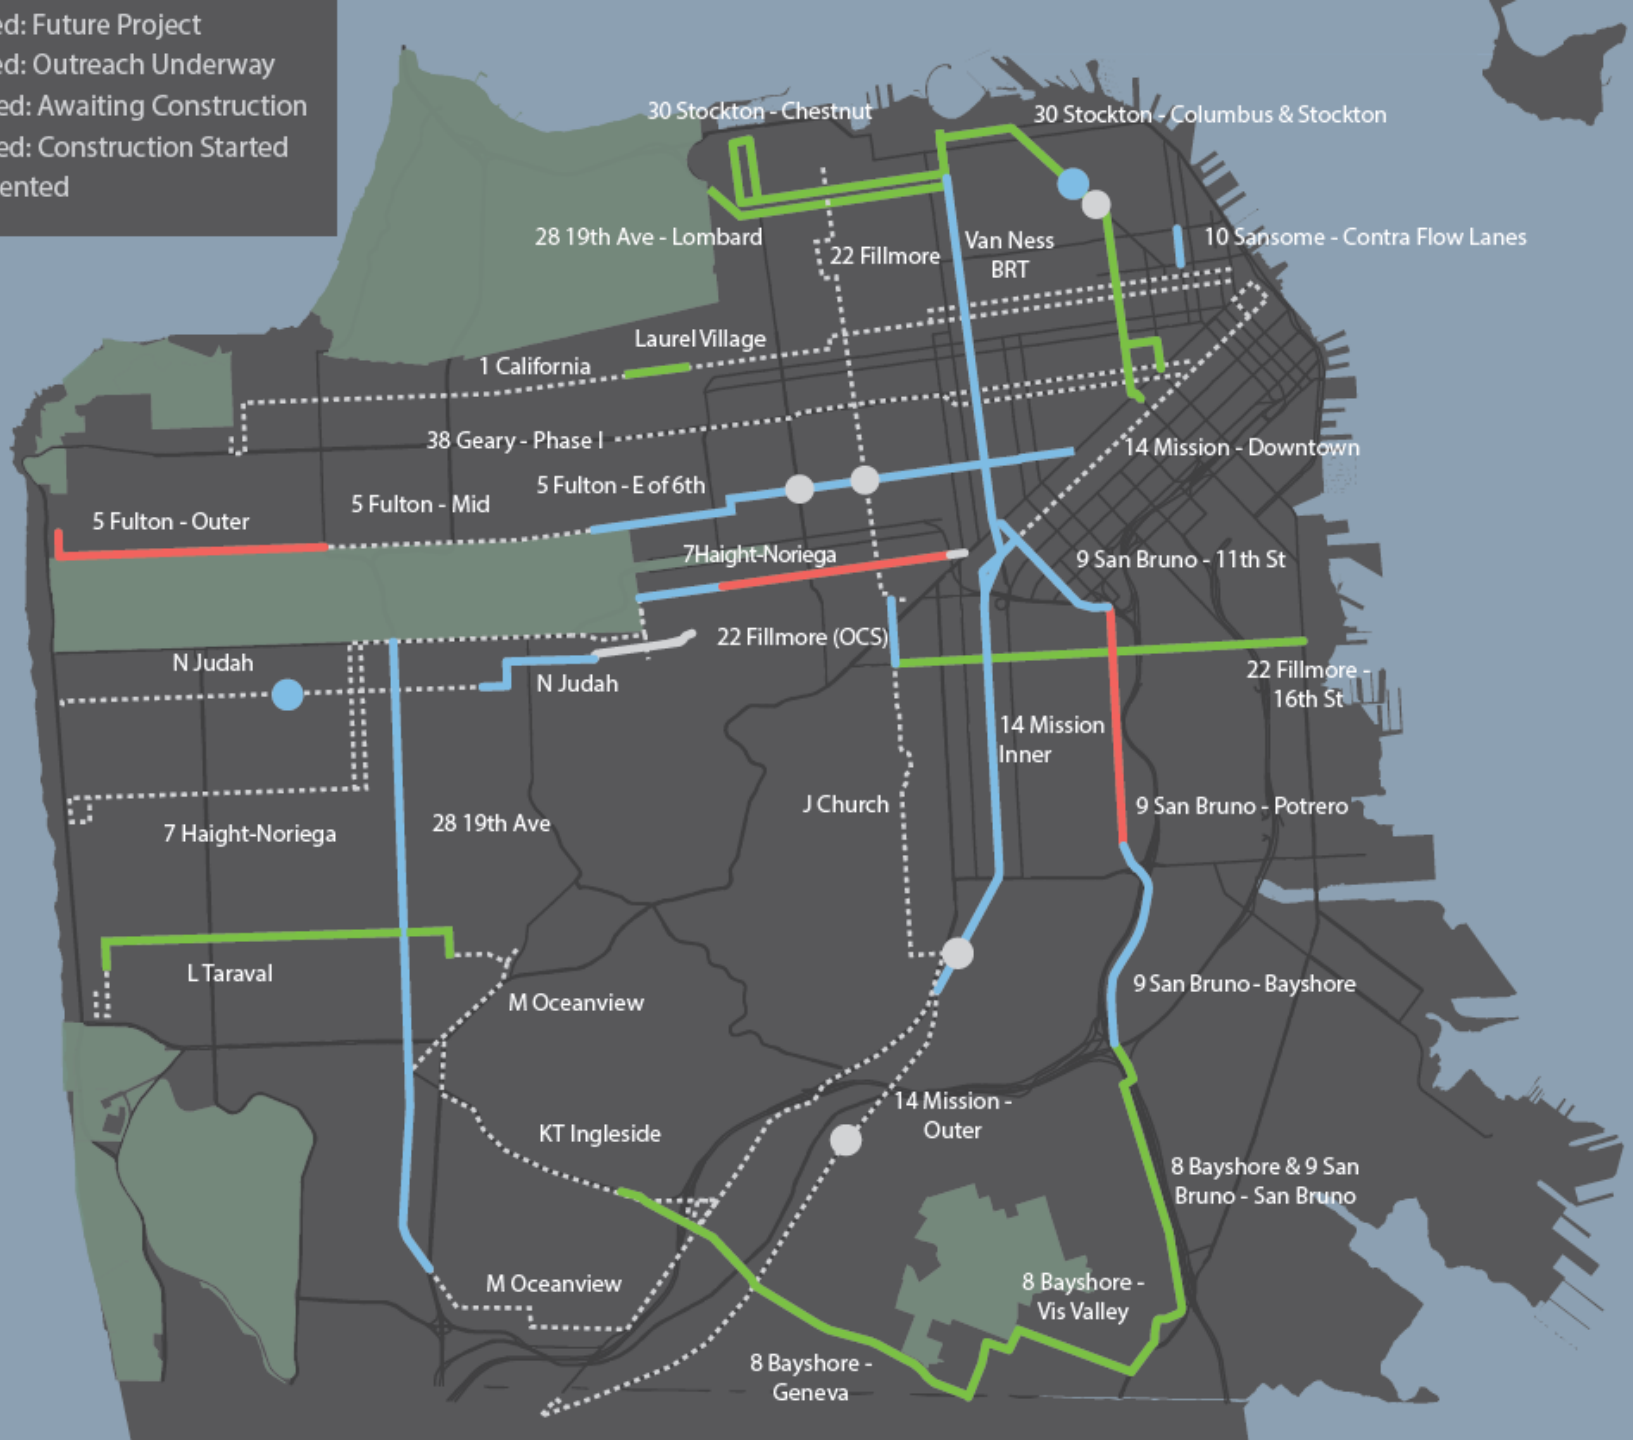 ed: Future Project
ed: Outreach Underway
ed: Awaiting Construction
ed: Construction Started
ented
30 Stockton - Chestnut
30 Stockton - Columbus & Stockton
28 19th Ave - Lombard
22 Fillmore
Van Ness
BRT
10 Sansome - Contra Flow Lanes
Laurel Village
1 California
38 Geary - Phase I
14 Mission - Downtown
5 Fulton - E of 6th
5 Fulton - Mid
5 Fulton - Outer
7Haight-Noriega
9 San Bruno - 11th St
22 Fillmore (OCS)
N Judah
N Judah
22 Fillmore -
16th St
14 Mission
Inner
J Church
9 San Bruno - Potrero
7 Haight-Noriega
28 19th Ave
L Taraval
M Oceanview
9 San Bruno - Bayshore
14 Mission -
Outer
KT Ingleside
8 Bayshore & 9 San
Bruno - San Bruno
M Oceanview
8 Bayshore -
Vis Valley
8 Bayshore -
Geneva